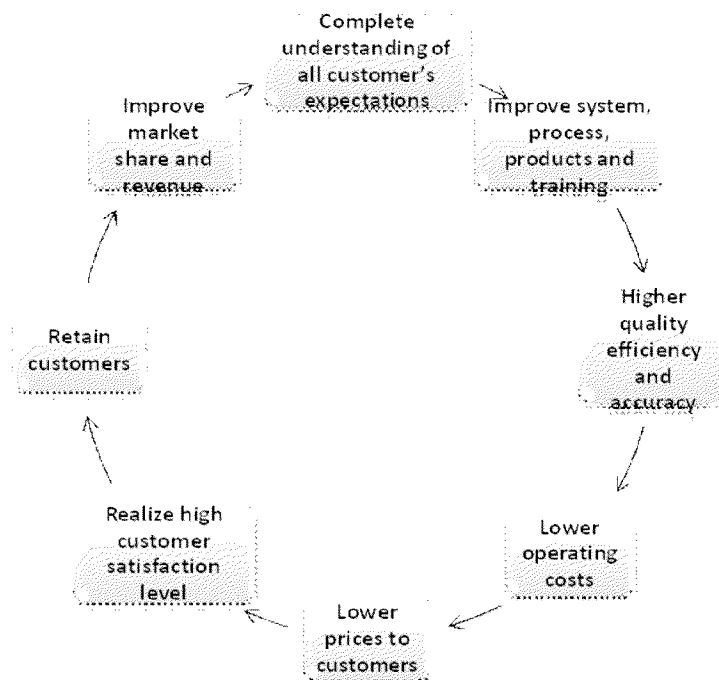 Complete
understanding of
all customer's
expectations
Improve system,
process,
products and
training
Higher
quality
efficiency
and
accuracy
Lower
operating
costs
Lower
prices to
customers
Realize high
customer
satisfaction
level
Retain
customers
Improve
market
share and
revenue